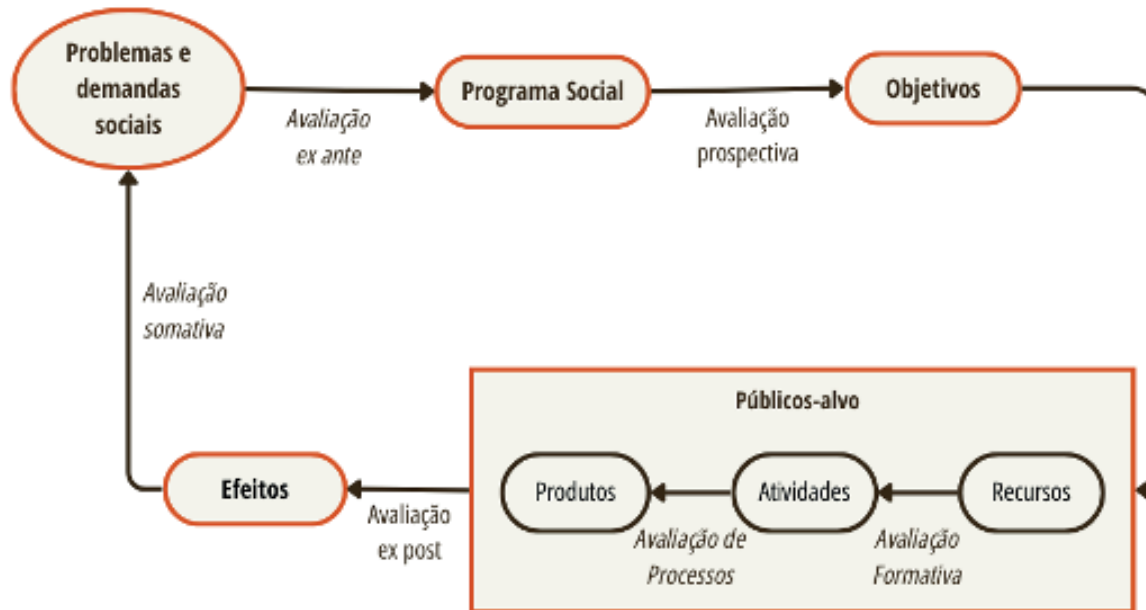 Problemas e
demandas
sociais
Avaliação
ex ante
Programa Social
Avaliação
prospectiva
Objetivos
Públicos-alvo
Recursos
Avaliação
Formativa
Atividades
Avaliação de
Processos
Produtos
Avaliação
ex post
Efeitos
Avaliação
somativa